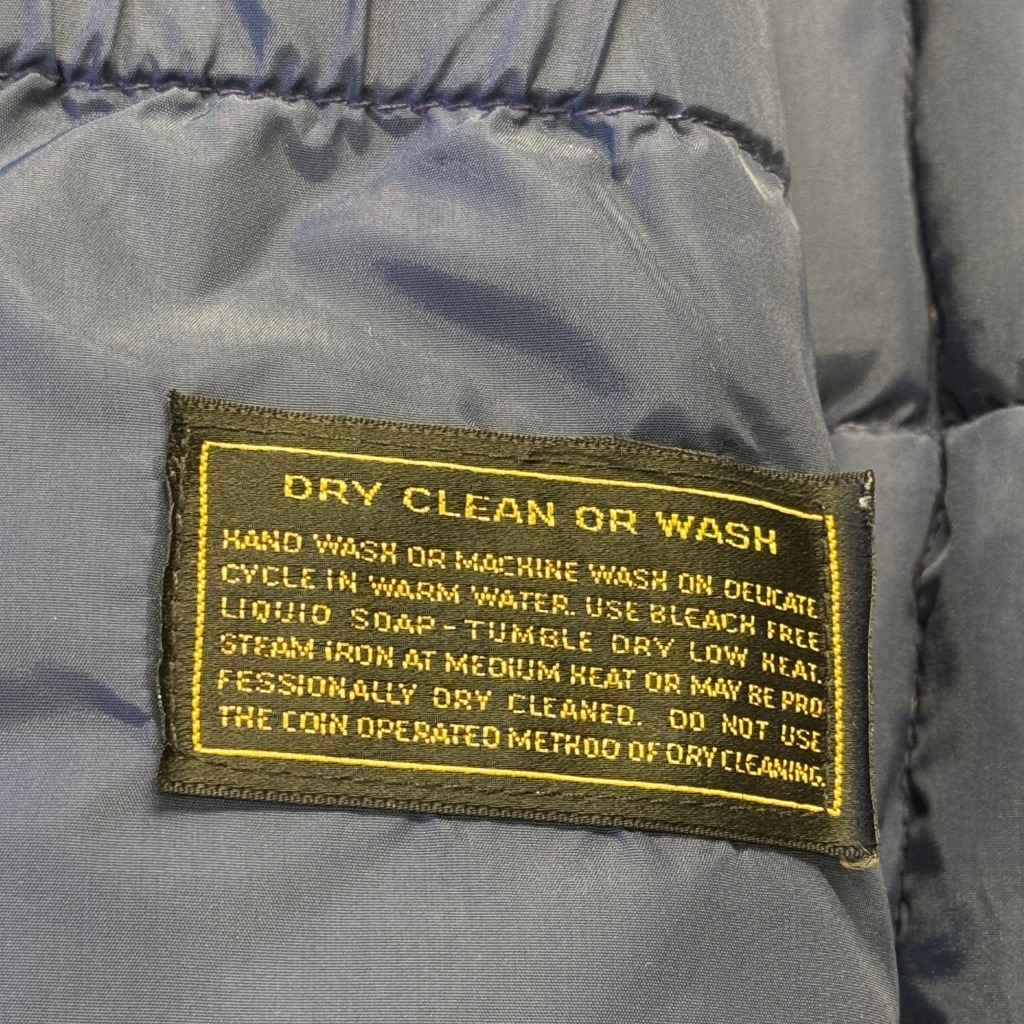 DRY CLEAN OR WASH
HAND WASH OR MACHINE WASH ON DELICATE
CYCLE IN WARM WATER. USE BLEACH FREE
LIQUID SOAP-TUMBLE DRY LOW HEAT.
STEAM IRON AT MEDIUM HEAT OR MAY BE PRO
FESSIONALLY DRY CLEANED. DO NOT USE
THE COIN OPERATED METHOD OF DRY CLEANING.